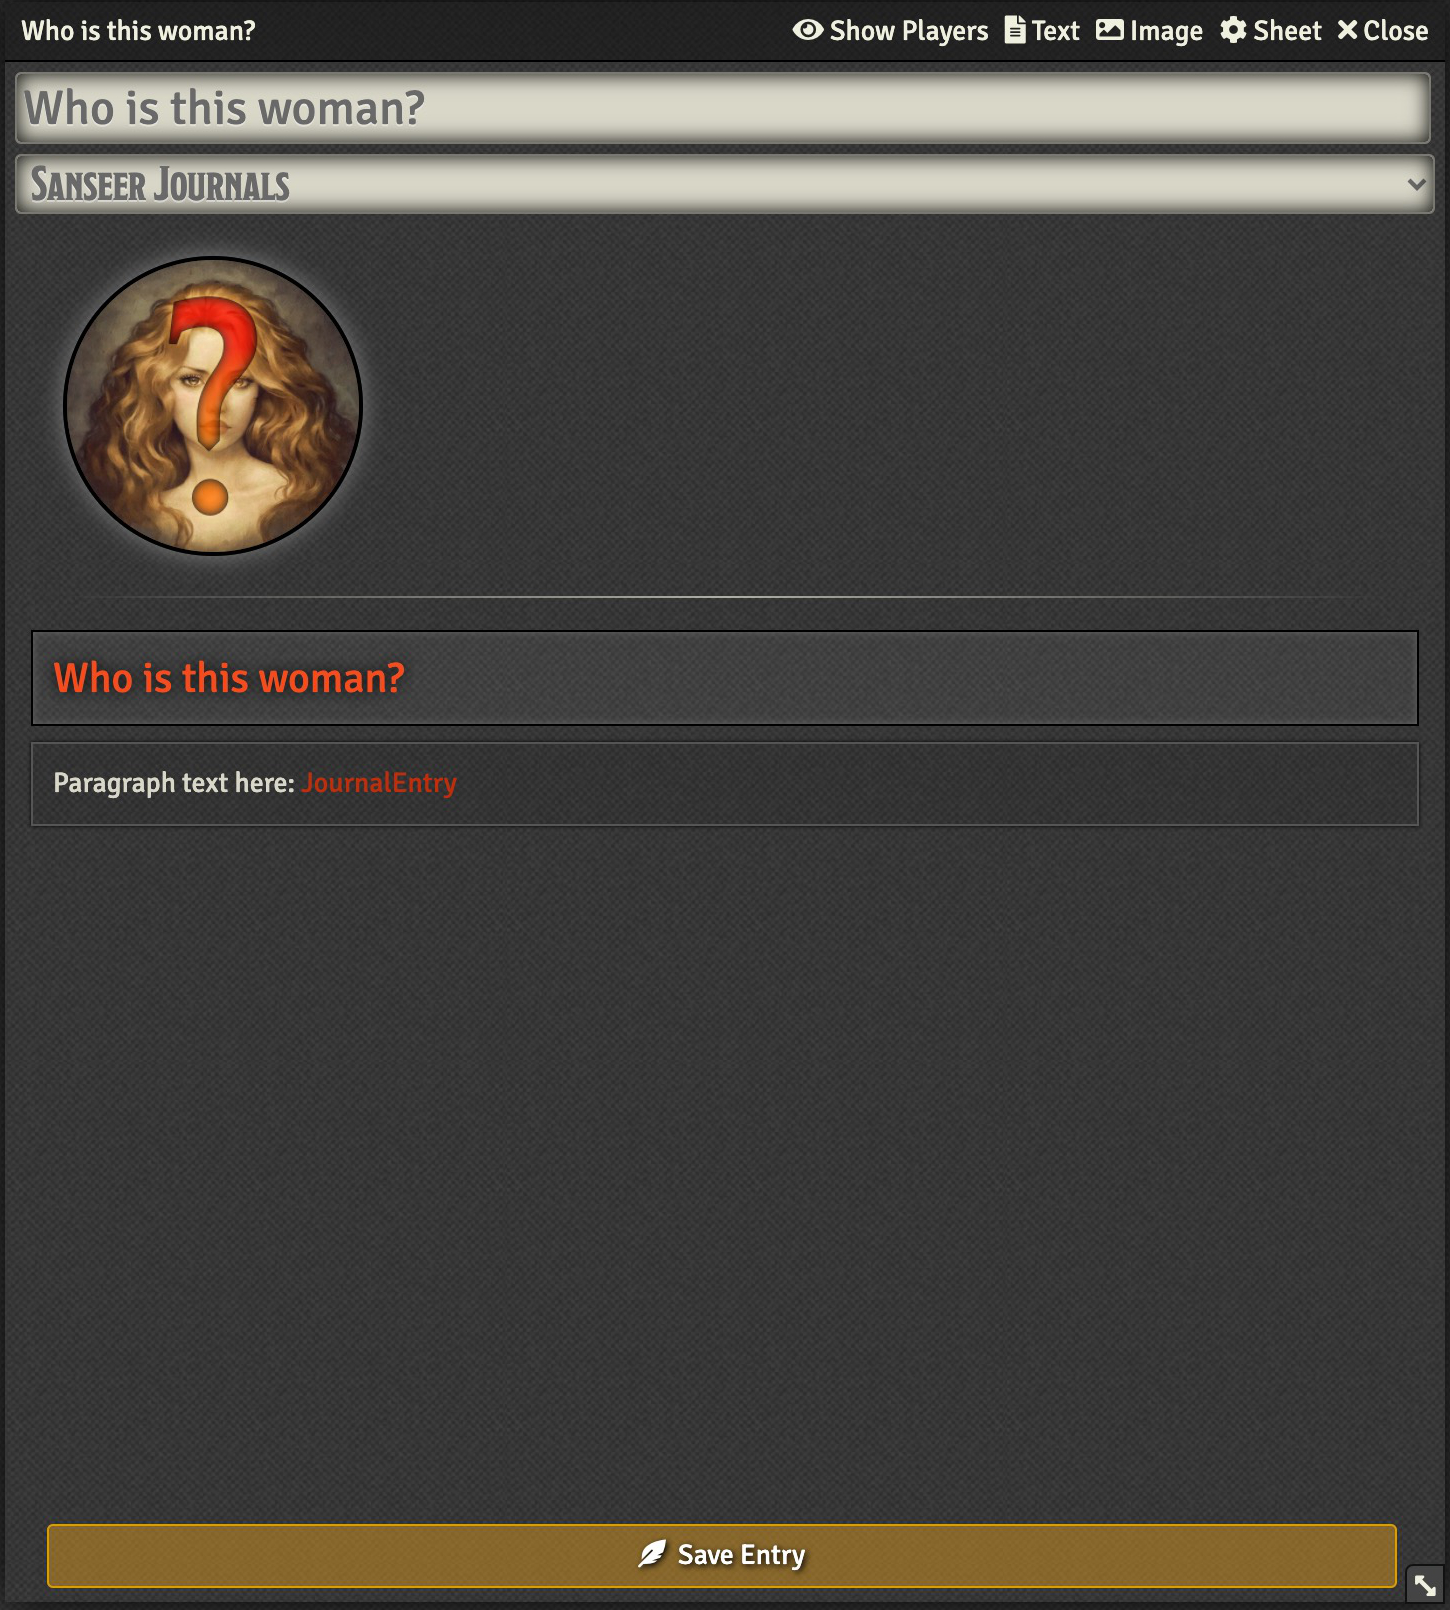 Who is this woman?
Show Players Text Image Sheet Close
Who is this woman?
Sanseer Journals
?
Who is this woman?
Paragraph text here: JournalEntry
Save Entry